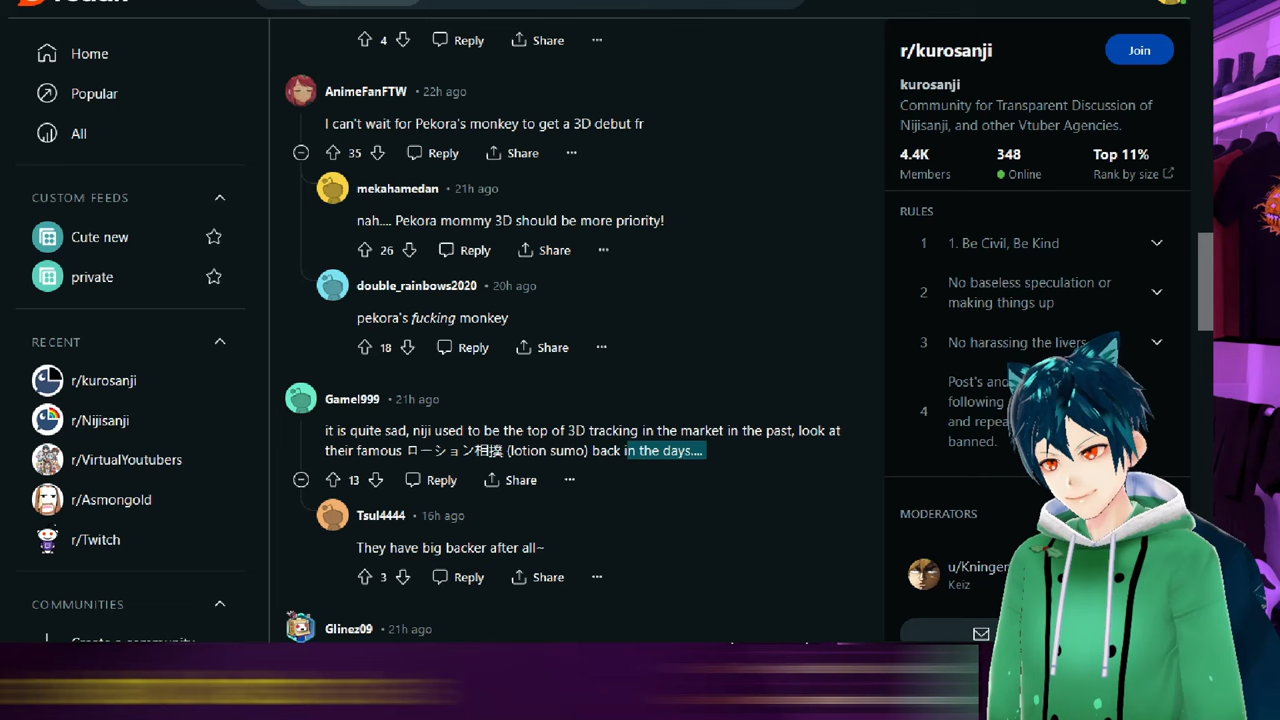 Home
Popular
All
CUSTOM FEEDS
Cute new
private
RECENT
r/kurosanji
r/Nijisanji
r/VirtualYoutubers
r/Asmongold
r/Twitch
COMMUNITIES
4 Reply Share
AnimeFanFTW • 22h ago
I can't wait for Pekora's monkey to get a 3D debut fr
35 Reply Share
mekahamedan • 21h ago
nah.... Pekora mommy 3D should be more priority!
26 Reply Share
double_rainbows2020 • 20h ago
pekora's fucking monkey
18 Reply Share
Gamel999 • 21h ago
it is quite sad, niji used to be the top of 3D tracking in the market in the past, look at
their famous ローション相撲 (lotion sumo) back in the days....
13 Reply Share
Tsul4444 • 16h ago
They have big backer after all~
3 Reply Share
Glinez09 • 21h ago
r/kurosanji
Join
kurosanji
Community for Transparent Discussion of
Nijisanji, and other Vtuber Agencies.
4.4K 348 Top 11%
Members Online Rank by size
RULES
1 1. Be Civil, Be Kind
2 No baseless speculation or
making things up
3 No harassing the livers
4 Post's and
following
and repea
banned.
MODERATORS
u/Kninger
Keiz